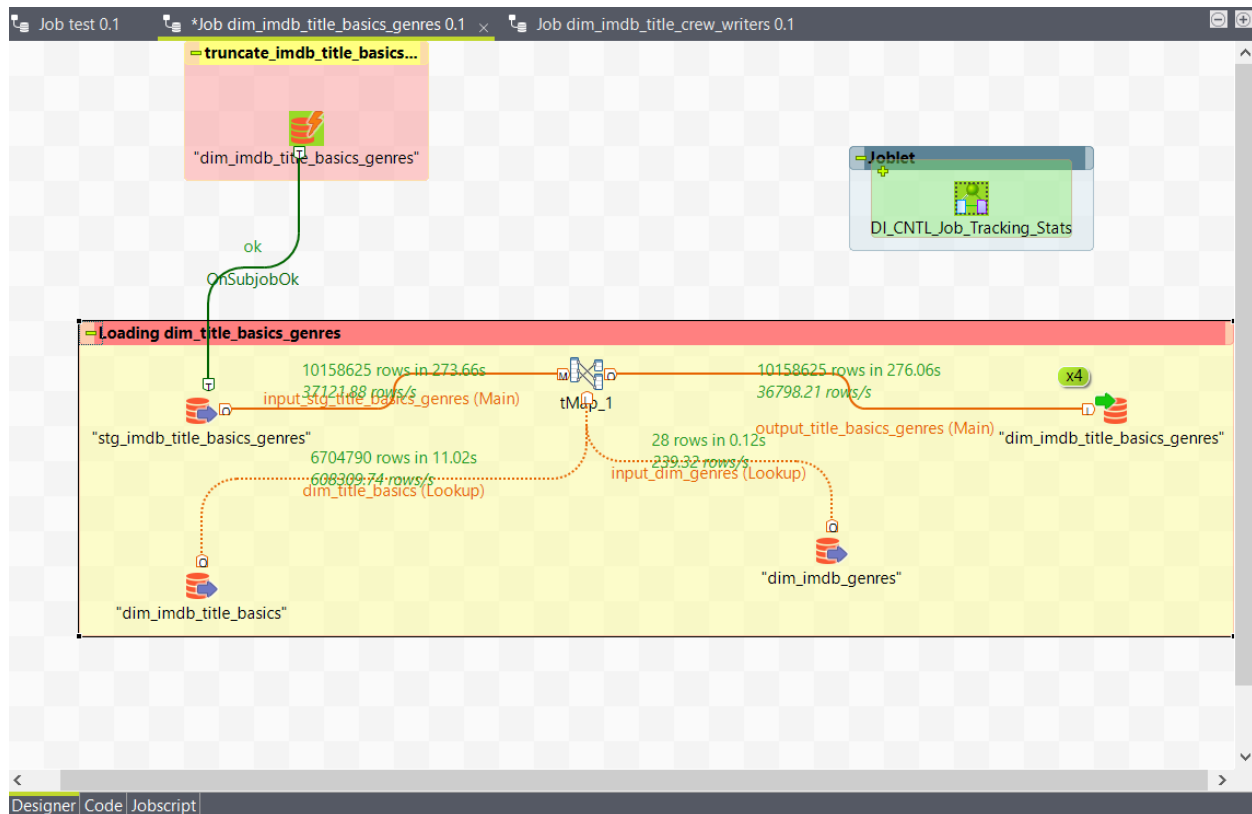 Job test 0.1
*Job dim_imdb_title_basics_genres 0.1
Job dim_imdb_title_crew_writers 0.1
truncate_imdb_title_basics...
"dim_imdb_title_basics_genres"
Joblet
DI_CNTL_Job_Tracking_Stats
ok
OnSubjobOk
Loading dim_title_basics_genres
10158625 rows in 273.66s
37121.88 rows/s
input_stg_title_basics_genres (Main)
"stg_imdb_title_basics_genres"
M
O
tMap_1
10158625 rows in 276.06s
36798.21 rows/s
output_title_basics_genres (Main)
x4
"dim_imdb_title_basics_genres"
6704790 rows in 11.02s
608309.74 rows/s
dim_title_basics (Lookup)
28 rows in 0.12s
239.32 rows/s
input_dim_genres (Lookup)
"dim_imdb_genres"
"dim_imdb_title_basics"
Designer
Code
Jobscript